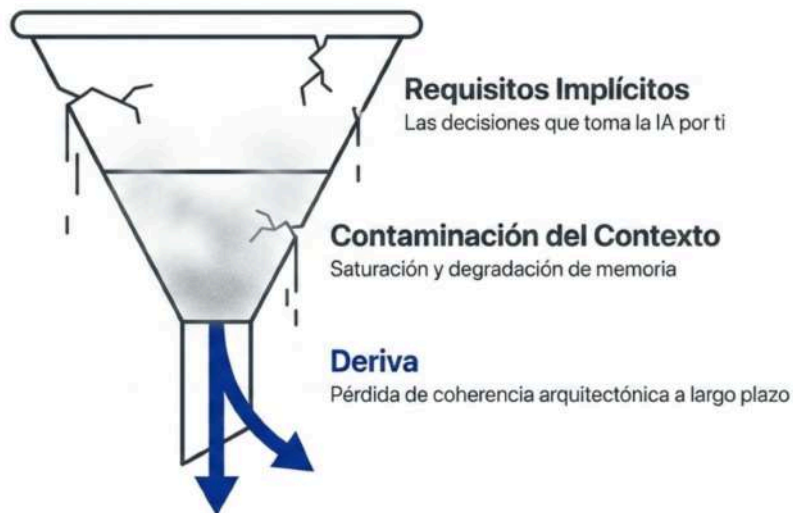 Requisitos Implícitos
Las decisiones que toma la IA por ti
Contaminación del Contexto
Saturación y degradación de memoria
Deriva
Pérdida de coherencia arquitectónica a largo plazo